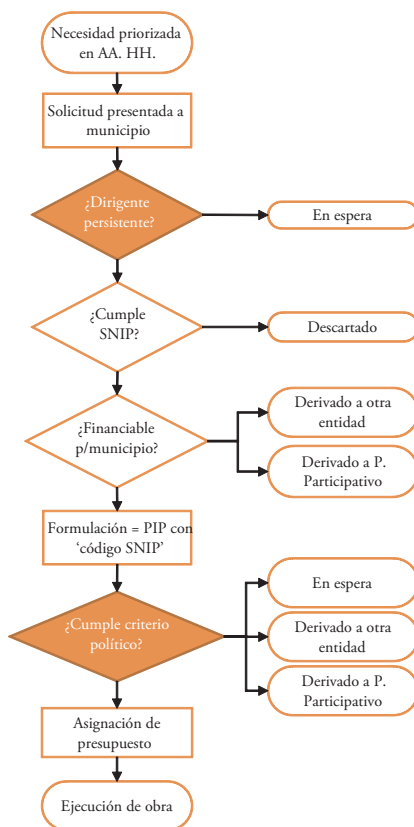 Necesidad priorizada
en AA. HH.
Solicitud presentada a
municipio
¿Dirigente
persistente?
En espera
¿Cumple
SNIP?
Descartado
¿Financiable
p/municipio?
Derivado a otra
entidad
Derivado a P.
Participativo
Formulación = PIP con
‘código SNIP’
¿Cumple criterio
político?
En espera
Derivado a otra
entidad
Derivado a P.
Participativo
Asignación de
presupuesto
Ejecución de obra